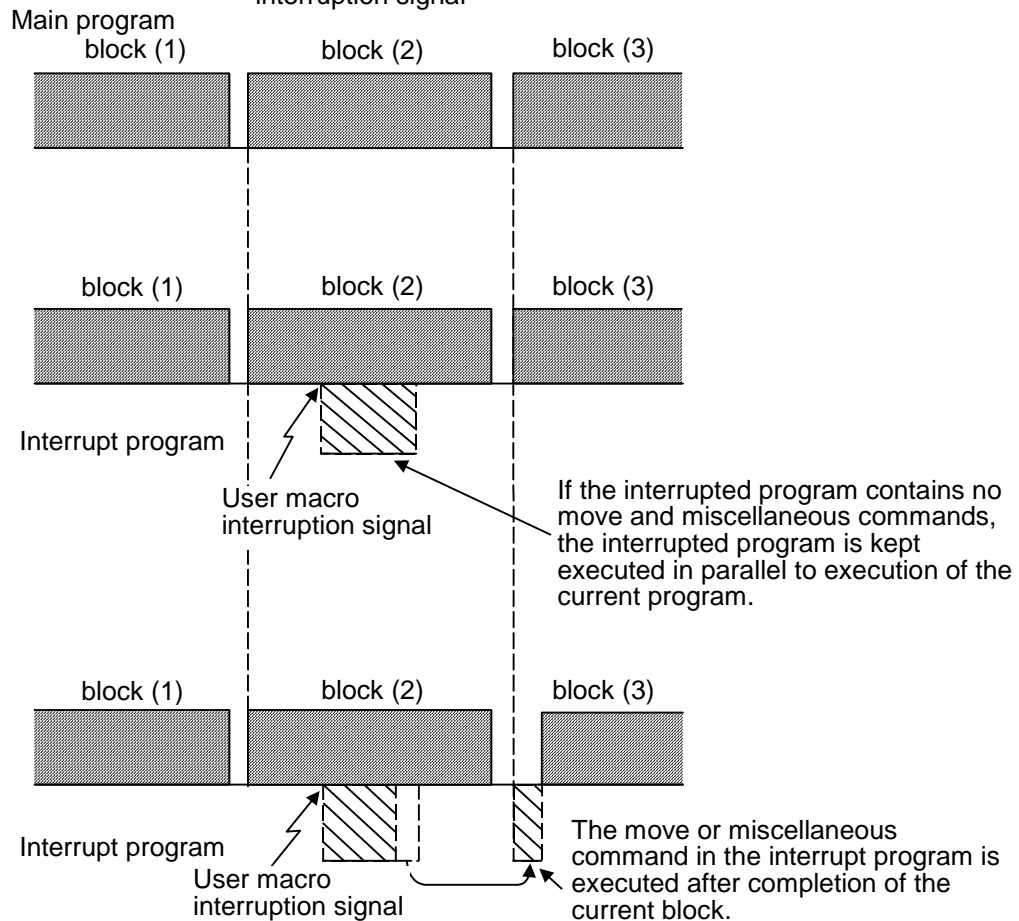 interruption signal
Main program
block (1) block (2) block (3)
block (1) block (2) block (3)
Interrupt program
User macro
interruption signal
If the interrupted program contains no
move and miscellaneous commands,
the interrupted program is kept
executed in parallel to execution of the
current program.
block (1) block (2) block (3)
Interrupt program
User macro
interruption signal
The move or miscellaneous
command in the interrupt program is
executed after completion of the
current block.